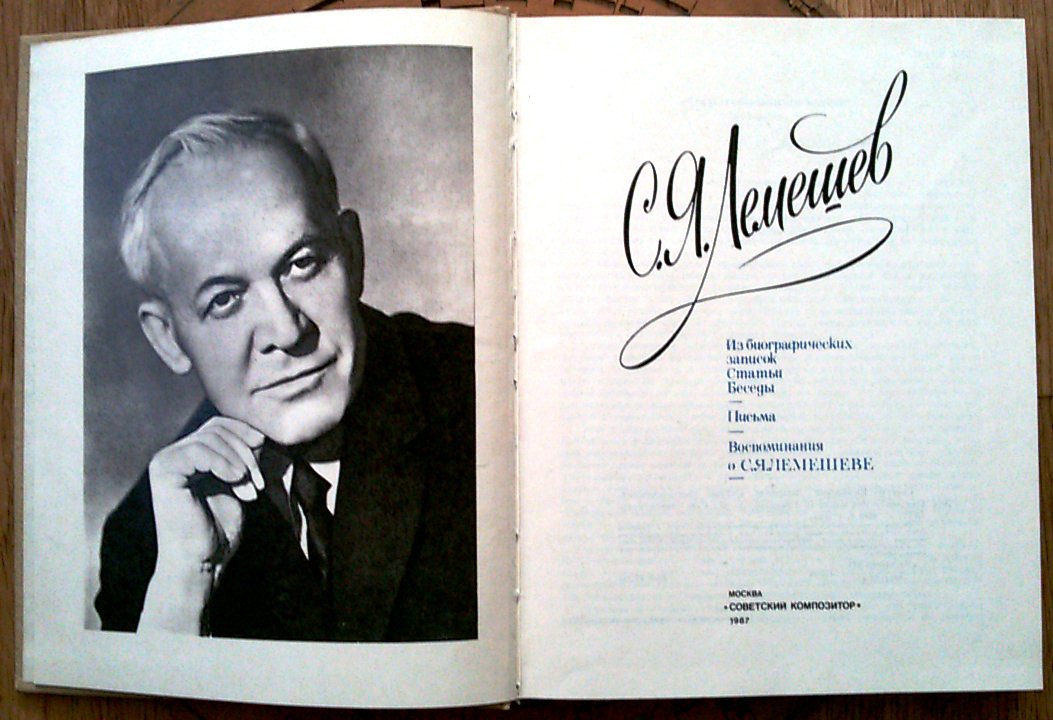 С.Я. Лемешев
Из биографических
записок
Статьи
Беседы
Письма
Воспоминания
о С.Я.ЛЕМЕШЕВЕ
МОСКВА
«СОВЕТСКИЙ КОМПОЗИТОР»
1987